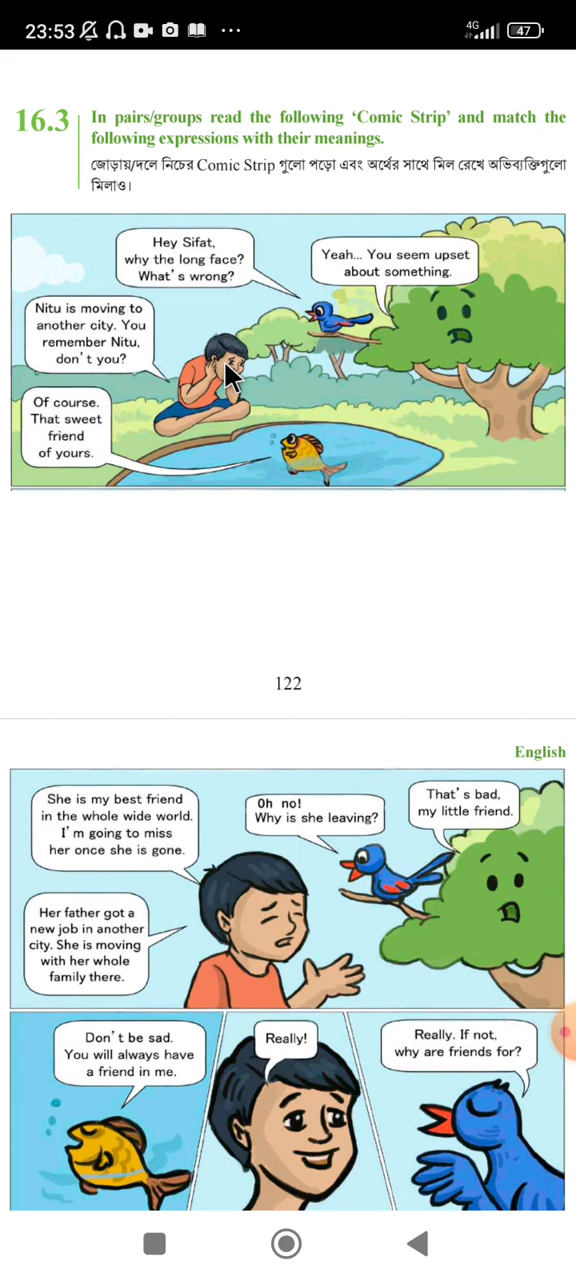 23:53
4G
47
16.3
In pairs/groups read the following ‘Comic Strip’ and match the
following expressions with their meanings.
জোড়ায়/দলে নিচের Comic Strip গুলো পড়ো এবং অর্থের সাথে মিল রেখে অভিব্যক্তিগুলো
মিলাও।
Hey Sifat,
why the long face?
What's wrong?
Yeah... You seem upset
about something.
Nitu is moving to
another city. You
remember Nitu,
don't you?
Of course.
That sweet
friend
of yours.
122
English
She is my best friend
in the whole wide world.
I'm going to miss
her once she is gone.
Oh no!
Why is she leaving?
That's bad,
my little friend.
Her father got a
new job in another
city. She is moving
with her whole
family there.
Don't be sad.
You will always have
a friend in me.
Really!
Really. If not,
why are friends for?